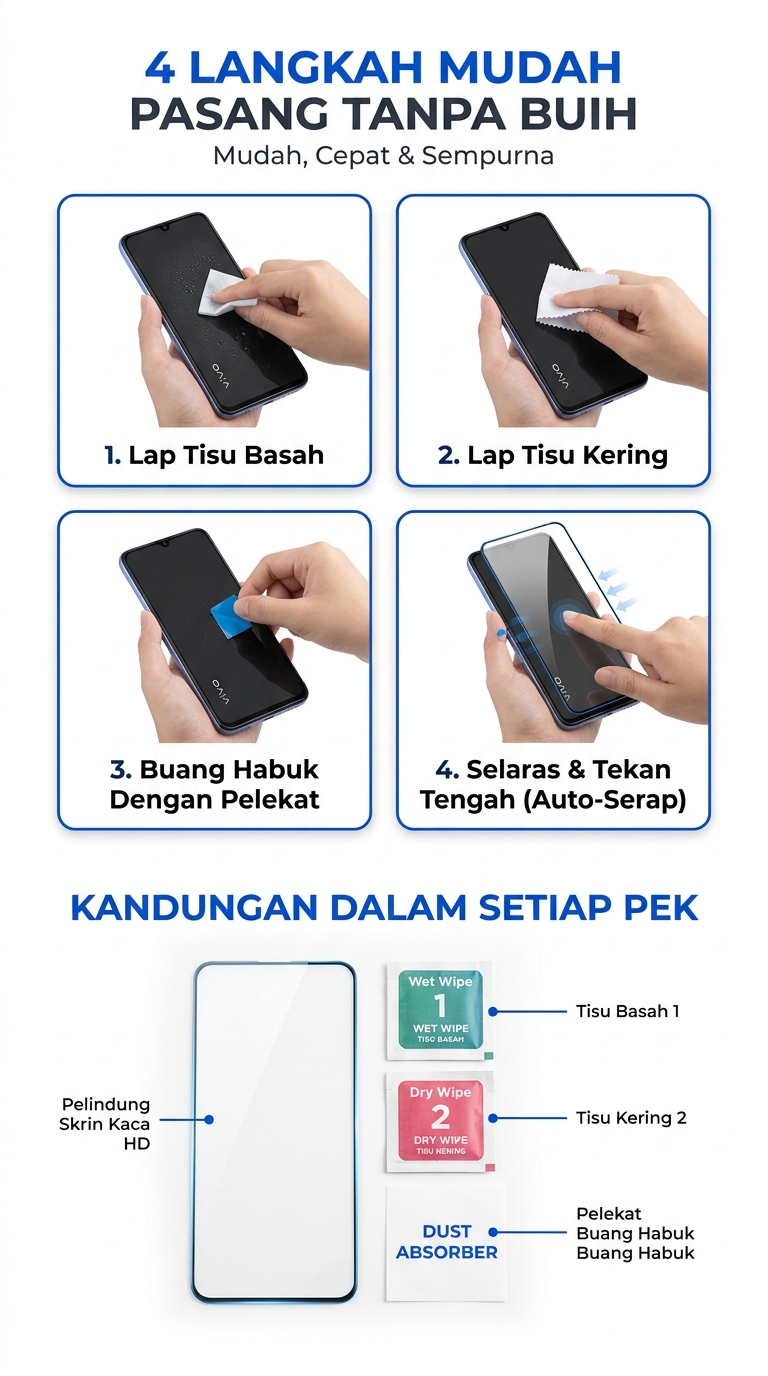 4 LANGKAH MUDAH
PASANG TANPA BUIH
Mudah, Cepat & Sempurna
1. Lap Tisu Basah
2. Lap Tisu Kering
3. Buang Habuk
Dengan Pelekat
4. Selaras & Tekan
Tengah (Auto-Serap)
KANDUNGAN DALAM SETIAP PEK
Wet Wipe
1
WET WIPE
TISC BASAH
Tisu Basah 1
Pelindung
Skrin Kaca
HD
Dry Wipe
2
DRY WIPE
TISU NENING
Tisu Kering 2
DUST
ABSORBER
Pelekat
Buang Habuk
Buang Habuk